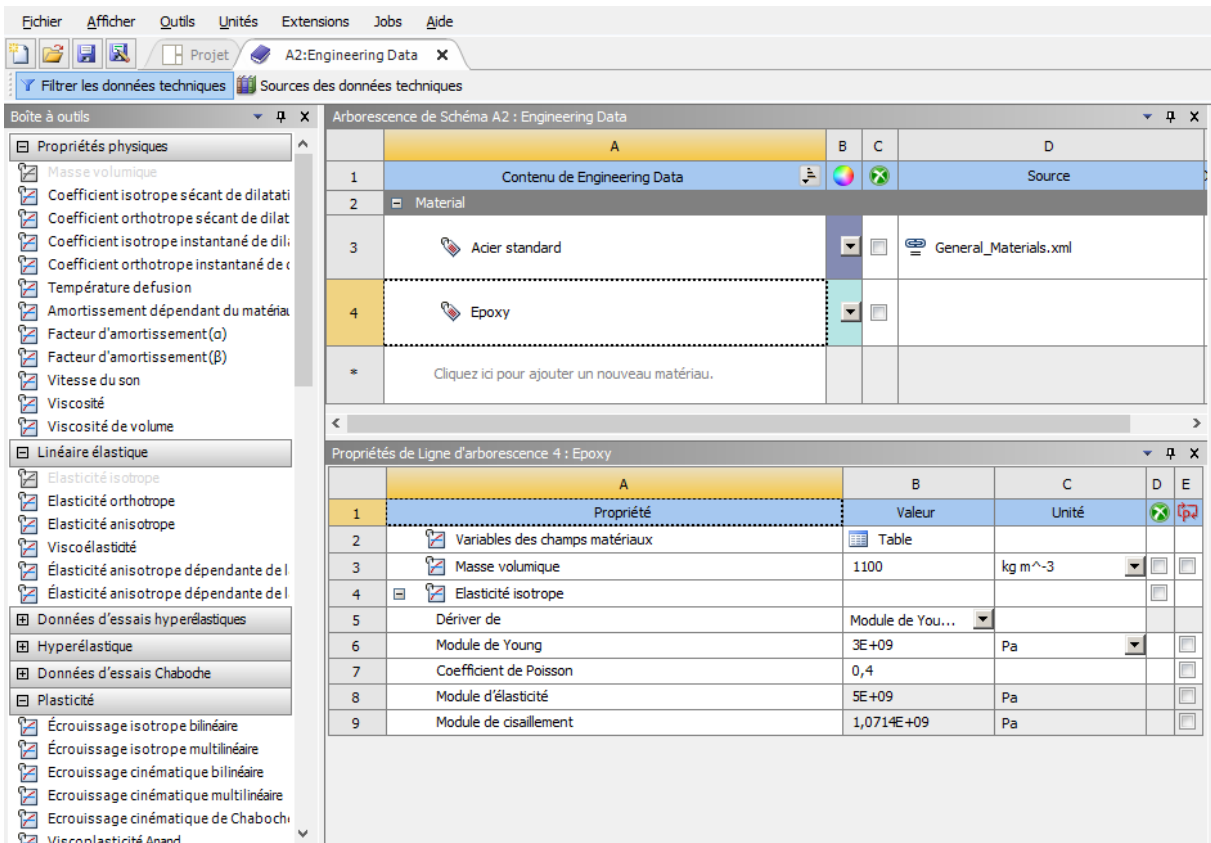 Fichier Afficher Outils Unités Extensions Jobs Aide
Projet A2:Engineering Data
Filtrer les données techniques Sources des données techniques
Boîte à outils
Propriétés physiques
Masse volumique
Coefficient isotrope sécant de dilatati
Coefficient orthotrope sécant de dilat
Coefficient isotrope instantané de dil
Coefficient orthotrope instantané de
Température de fusion
Amortissement dépendant du matéria
Facteur d'amortissement (α)
Facteur d'amortissement (β)
Vitesse du son
Viscosité
Viscosité de volume
Linéaire élastique
Elasticité isotrope
Elasticité orthotrope
Elasticité anisotrope
Viscoélasticité
Élasticité anisotrope dépendante de l
Élasticité anisotrope dépendante de l
Données d'essais hyperélastiques
Hyperélastique
Données d'essais Chaboche
Plasticité
Écrouissage isotrope bilinéaire
Écrouissage isotrope multilinéaire
Ecrouissage cinématique bilinéaire
Ecrouissage cinématique multilinéaire
Ecrouissage cinématique de Chaboch
Viscoplasticité Anand
Arborescence de Schéma A2 : Engineering Data
A B C D
1 Contenu de Engineering Data Source
2 Material
3 Acier standard General_Materials.xml
4 Epoxy
* Cliquez ici pour ajouter un nouveau matériau.
Propriétés de Ligne d'arborescence 4 : Epoxy
A B C D E
1 Propriété Valeur Unité
2 Variables des champs matériaux Table
3 Masse volumique 1100 kg m^-3
4 Elasticité isotrope
5 Dériver de Module de You...
6 Module de Young 3E+09 Pa
7 Coefficient de Poisson 0,4
8 Module d'élasticité 5E+09 Pa
9 Module de cisaillement 1,0714E+09 Pa